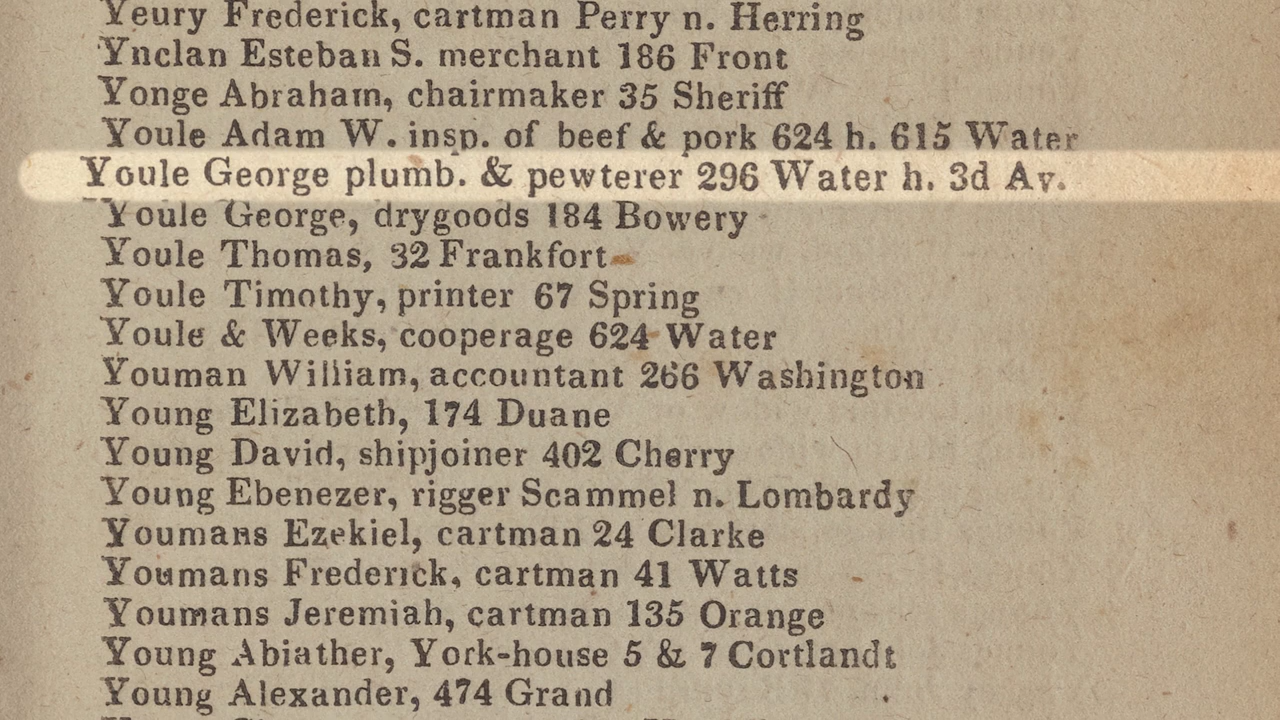 Yeury Frederick, cartman Perry n. Herring
Ynclan Esteban S. merchant 186 Front
Yonge Abraham, chairmaker 35 Sheriff
Youle Adam W. insp. of beef & pork 624 h. 615 Water
Youle George plumb. & pewterer 296 Water h. 3d Av.
Youle George, drygoods 184 Bowery
Youle Thomas, 32 Frankfort
Youle Timothy, printer 67 Spring
Youle & Weeks, cooperage 624 Water
Youman William, accountant 266 Washington
Young Elizabeth, 174 Duane
Young David, shipjoiner 402 Cherry
Young Ebenezer, rigger Scammel n. Lombardy
Youmans Ezekiel, cartman 24 Clarke
Youmans Frederick, cartman 41 Watts
Youmans Jeremiah, cartman 135 Orange
Young Abiather, York-house 5 & 7 Cortlandt
Young Alexander, 474 Grand